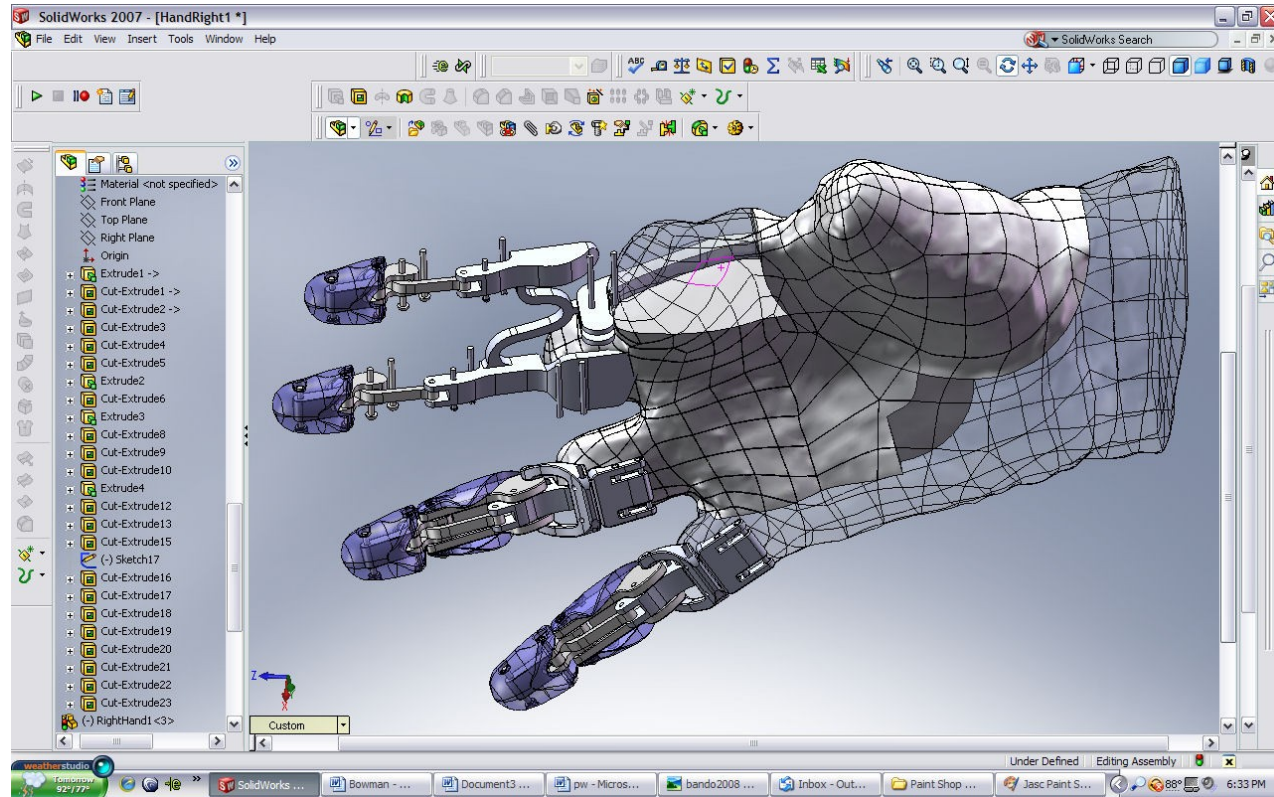 SolidWorks 2007 - [HandRight1 *]
File Edit View Insert Tools Window Help
SolidWorks Search
Material <not specified>
Front Plane
Top Plane
Right Plane
Origin
Extrude1 ->
Cut-Extrude1 ->
Cut-Extrude2 ->
Cut-Extrude3
Cut-Extrude4
Cut-Extrude5
Extrude2
Cut-Extrude6
Extrude3
Cut-Extrude8
Cut-Extrude9
Cut-Extrude10
Extrude4
Cut-Extrude12
Cut-Extrude13
Cut-Extrude15
(-) Sketch17
Cut-Extrude16
Cut-Extrude17
Cut-Extrude18
Cut-Extrude19
Cut-Extrude20
Cut-Extrude21
Cut-Extrude22
Cut-Extrude23
(-) RightHand1<3>
Z
X
Custom
Under Defined Editing Assembly
weatherstudio
Tomorrow
92°/77°
SolidWorks ...
Bowman - ...
Document3 ...
pw - Micros...
bando2008 ...
Inbox - Out...
Paint Shop ...
Jasc Paint S...
88°
6:33 PM